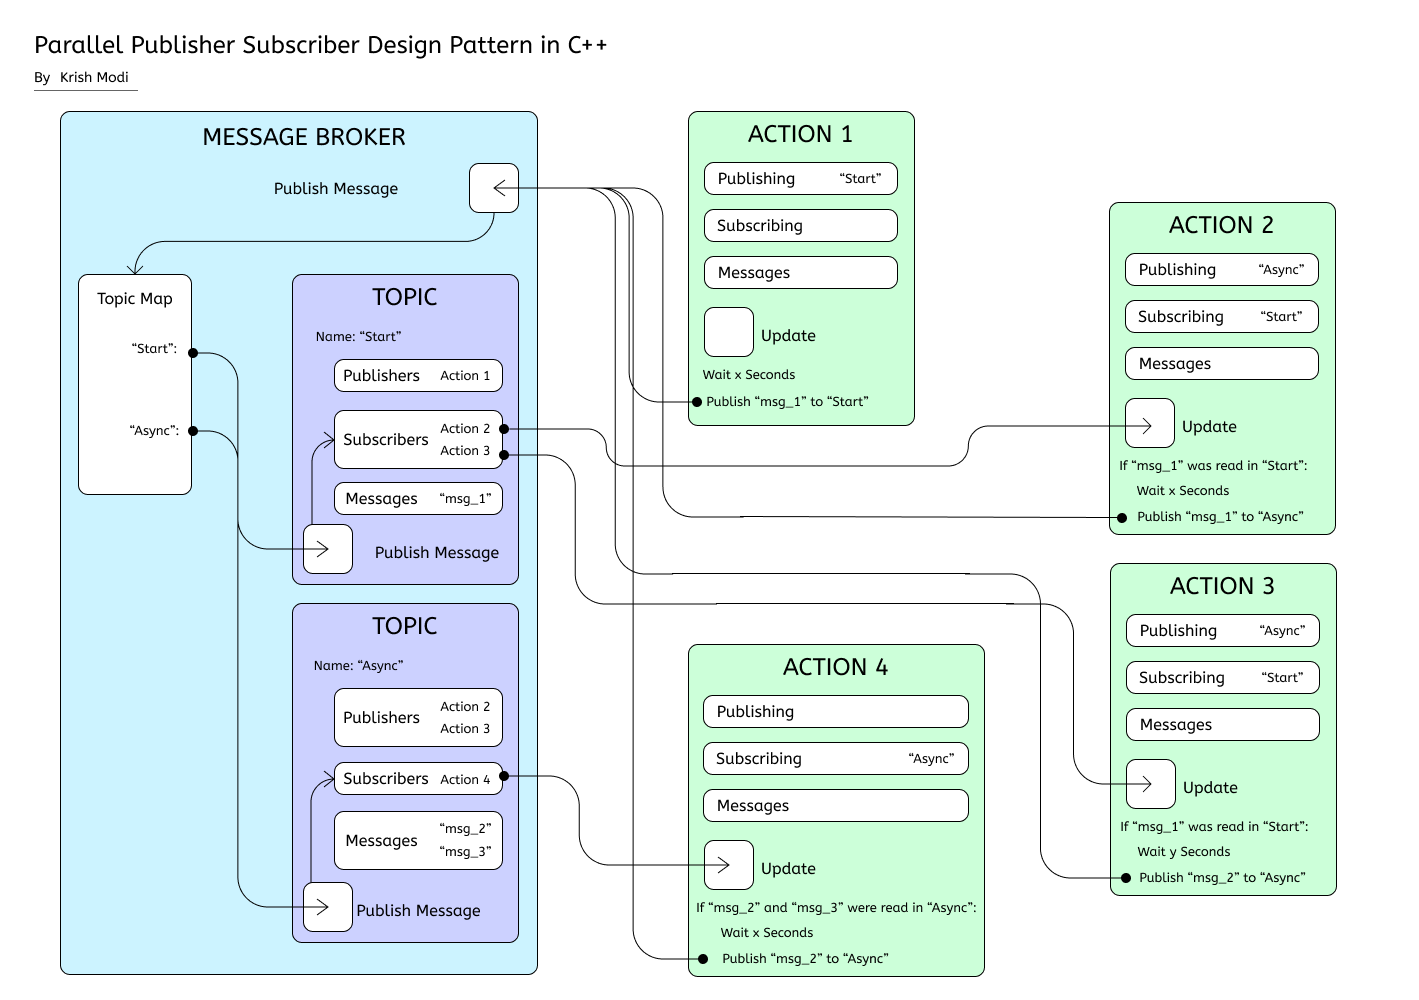 Parallel Publisher Subscriber Design Pattern in C++
By Krish Modi
MESSAGE BROKER
Publish Message
Topic Map
“Start”:
“Async”:
TOPIC
Name: “Start”
Publishers Action 1
Subscribers
Action 2
Action 3
Messages “msg_1”
Publish Message
TOPIC
Name: “Async”
Publishers
Action 2
Action 3
Subscribers Action 4
Messages
“msg_2”
“msg_3”
Publish Message
ACTION 1
Publishing “Start”
Subscribing
Messages
Update
Wait x Seconds
Publish “msg_1” to “Start”
ACTION 2
Publishing “Async”
Subscribing “Start”
Messages
Update
If “msg_1” was read in “Start”:
Wait x Seconds
Publish “msg_1” to “Async”
ACTION 3
Publishing “Async”
Subscribing “Start”
Messages
Update
If “msg_1” was read in “Start”:
Wait y Seconds
Publish “msg_2” to “Async”
ACTION 4
Publishing
Subscribing “Async”
Messages
Update
If “msg_2” and “msg_3” were read in “Async”:
Wait x Seconds
Publish “msg_2” to “Async”